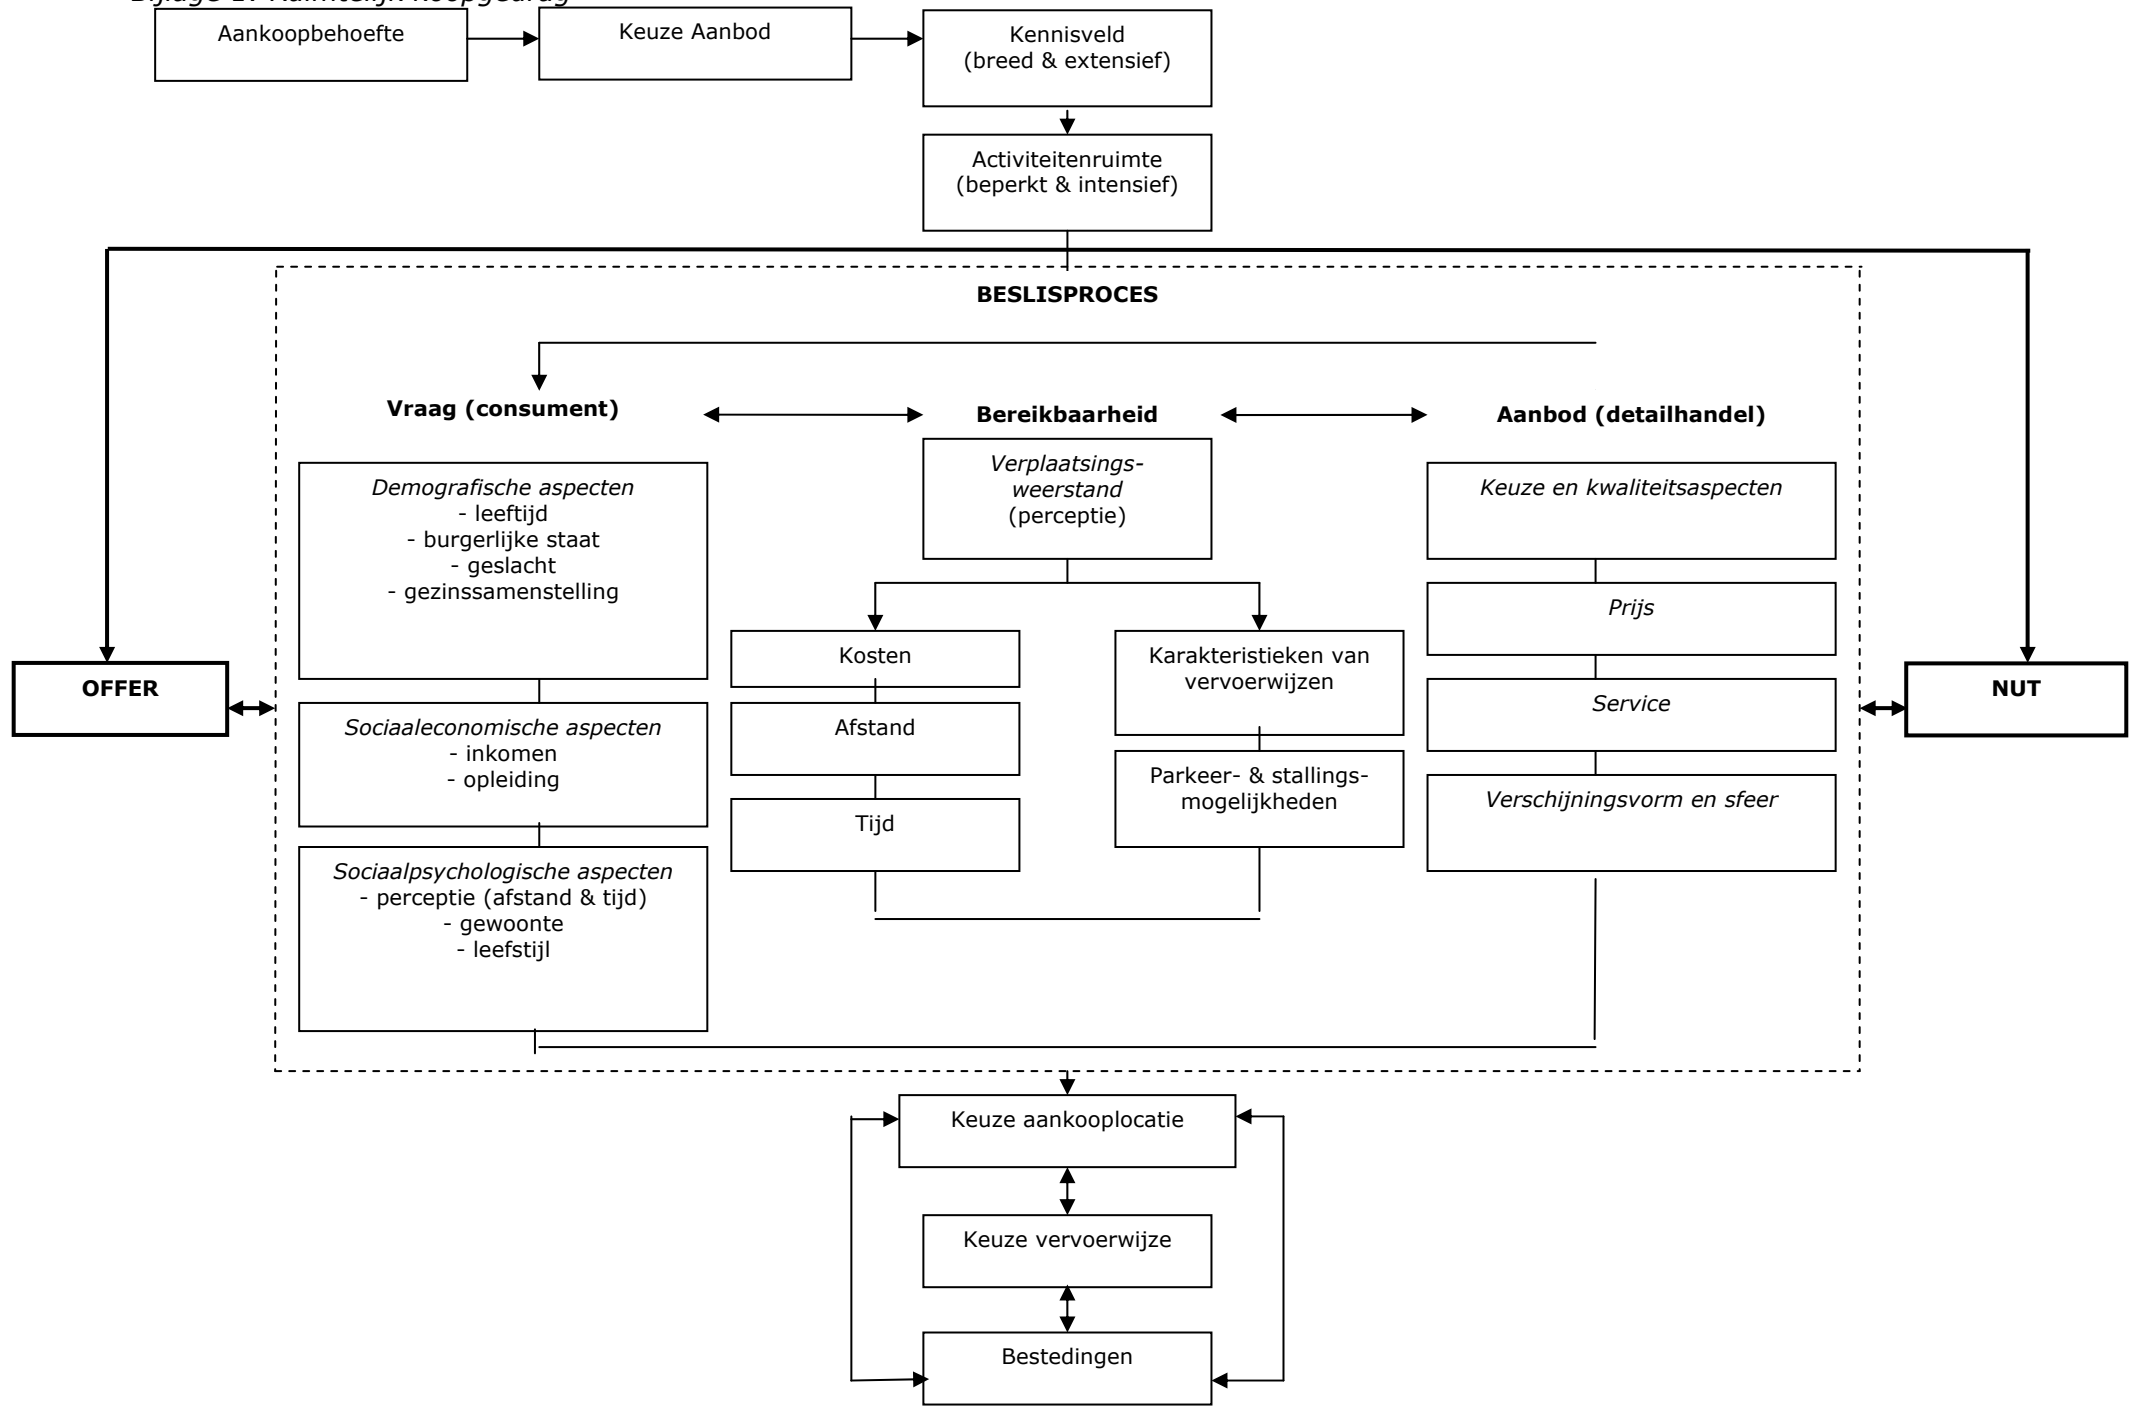 Aankoopbehoefte
Keuze Aanbod
Kennisveld
(breed & extensief)
Activiteitenruimte
(beperkt & intensief)
BESLISPROCES
Vraag (consument)
Bereikbaarheid
Aanbod (detailhandel)
Demografische aspecten
- leeftijd
- burgerlijke staat
- geslacht
- gezinssamenstelling
Sociaaleconomische aspecten
- inkomen
- opleiding
Sociaalpsychologische aspecten
- perceptie (afstand & tijd)
- gewoonte
- leefstijl
Verplaatsings-
weerstand
(perceptie)
Kosten
Afstand
Tijd
Karakteristieken van
vervoerwijzen
Parkeer- & stallings-
mogelijkheden
Keuze en kwaliteitsaspecten
Prijs
Service
Verschijningsvorm en sfeer
OFFER
NUT
Keuze aankooplocatie
Keuze vervoerwijze
Bestedingen